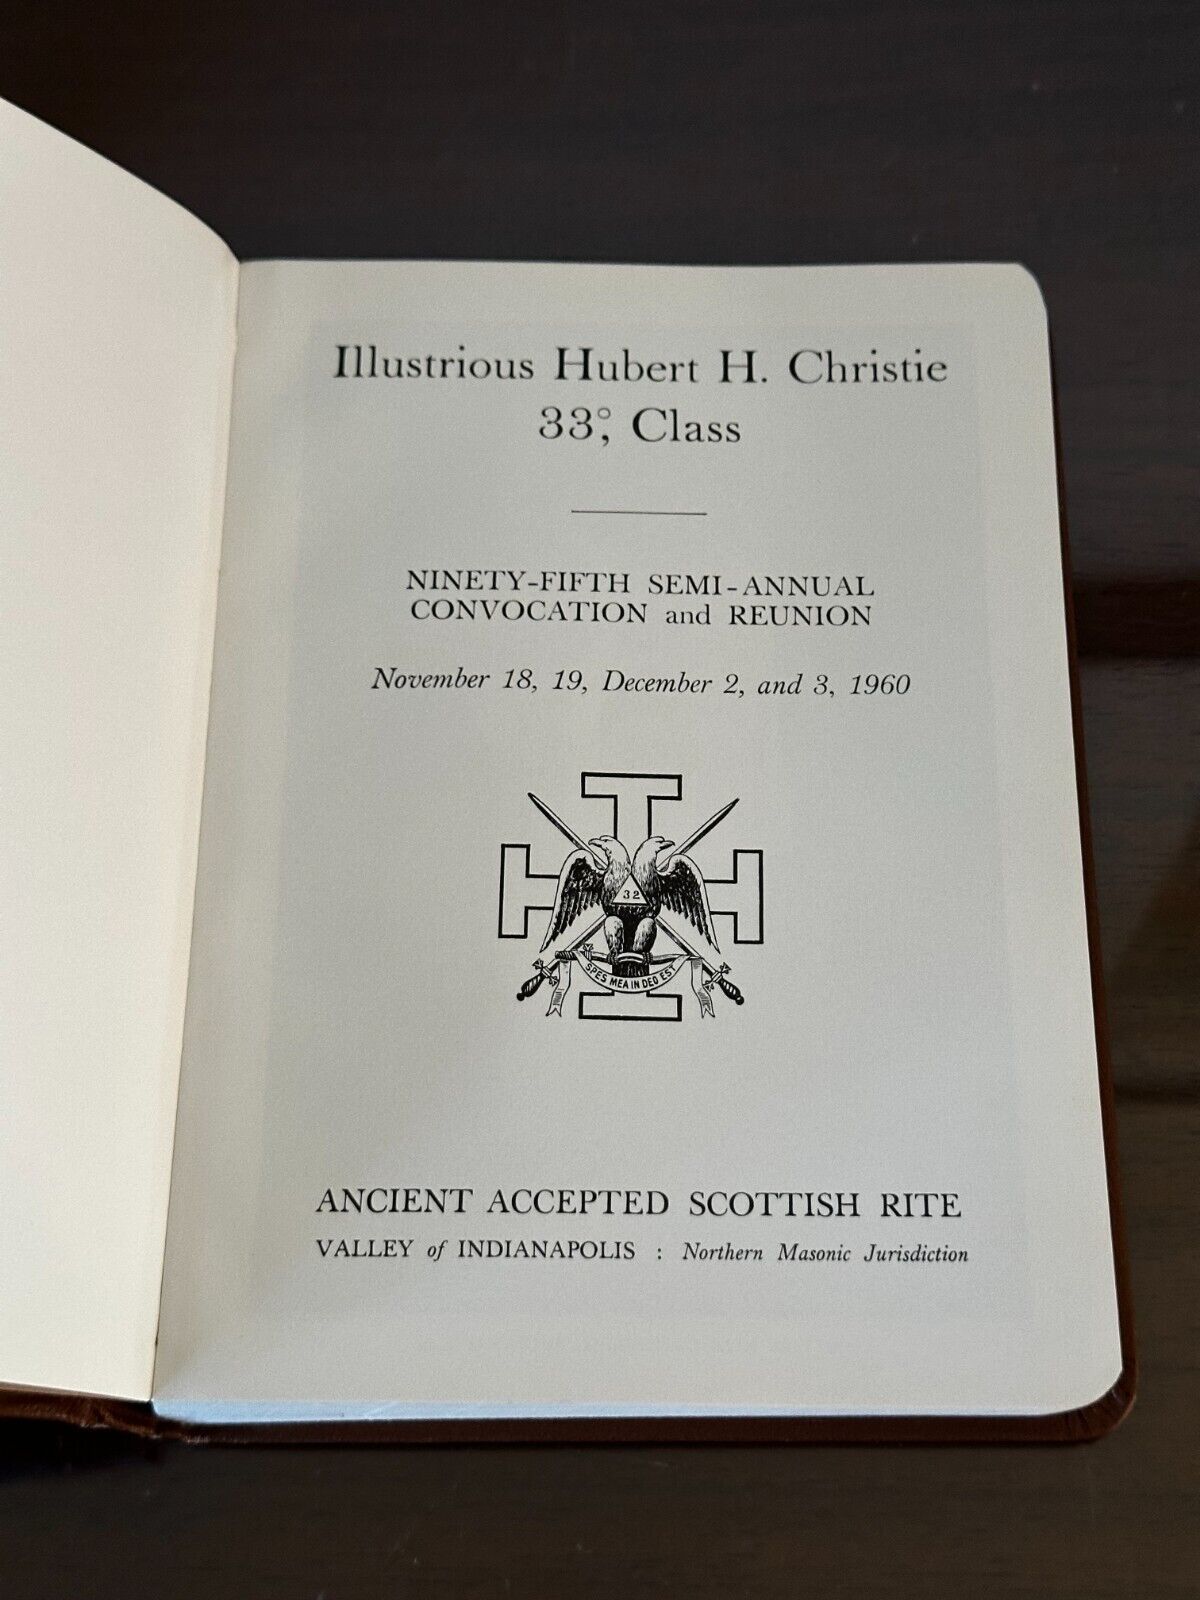 Illustrious Hubert H. Christie
33°, Class
NINETY-FIFTH SEMI-ANNUAL
CONVOCATION and REUNION
November 18, 19, December 2, and 3, 1960
32
SPES MEA IN DEO EST
ANCIENT ACCEPTED SCOTTISH RITE
VALLEY of INDIANAPOLIS : Northern Masonic Jurisdiction